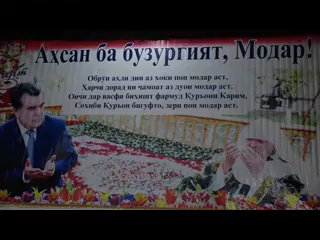 Аҳсан ба бузургият, Модар!
Обрӯи аҳли дин аз хоки пои модар аст.
Ҳарчи дорад ин ҷамоат аз дуои модар аст.
Ончи дар васфи биҳишт фармуд Қуръони Карим,
Соҳиби Қуръон бигуфто, зери пои модар аст.